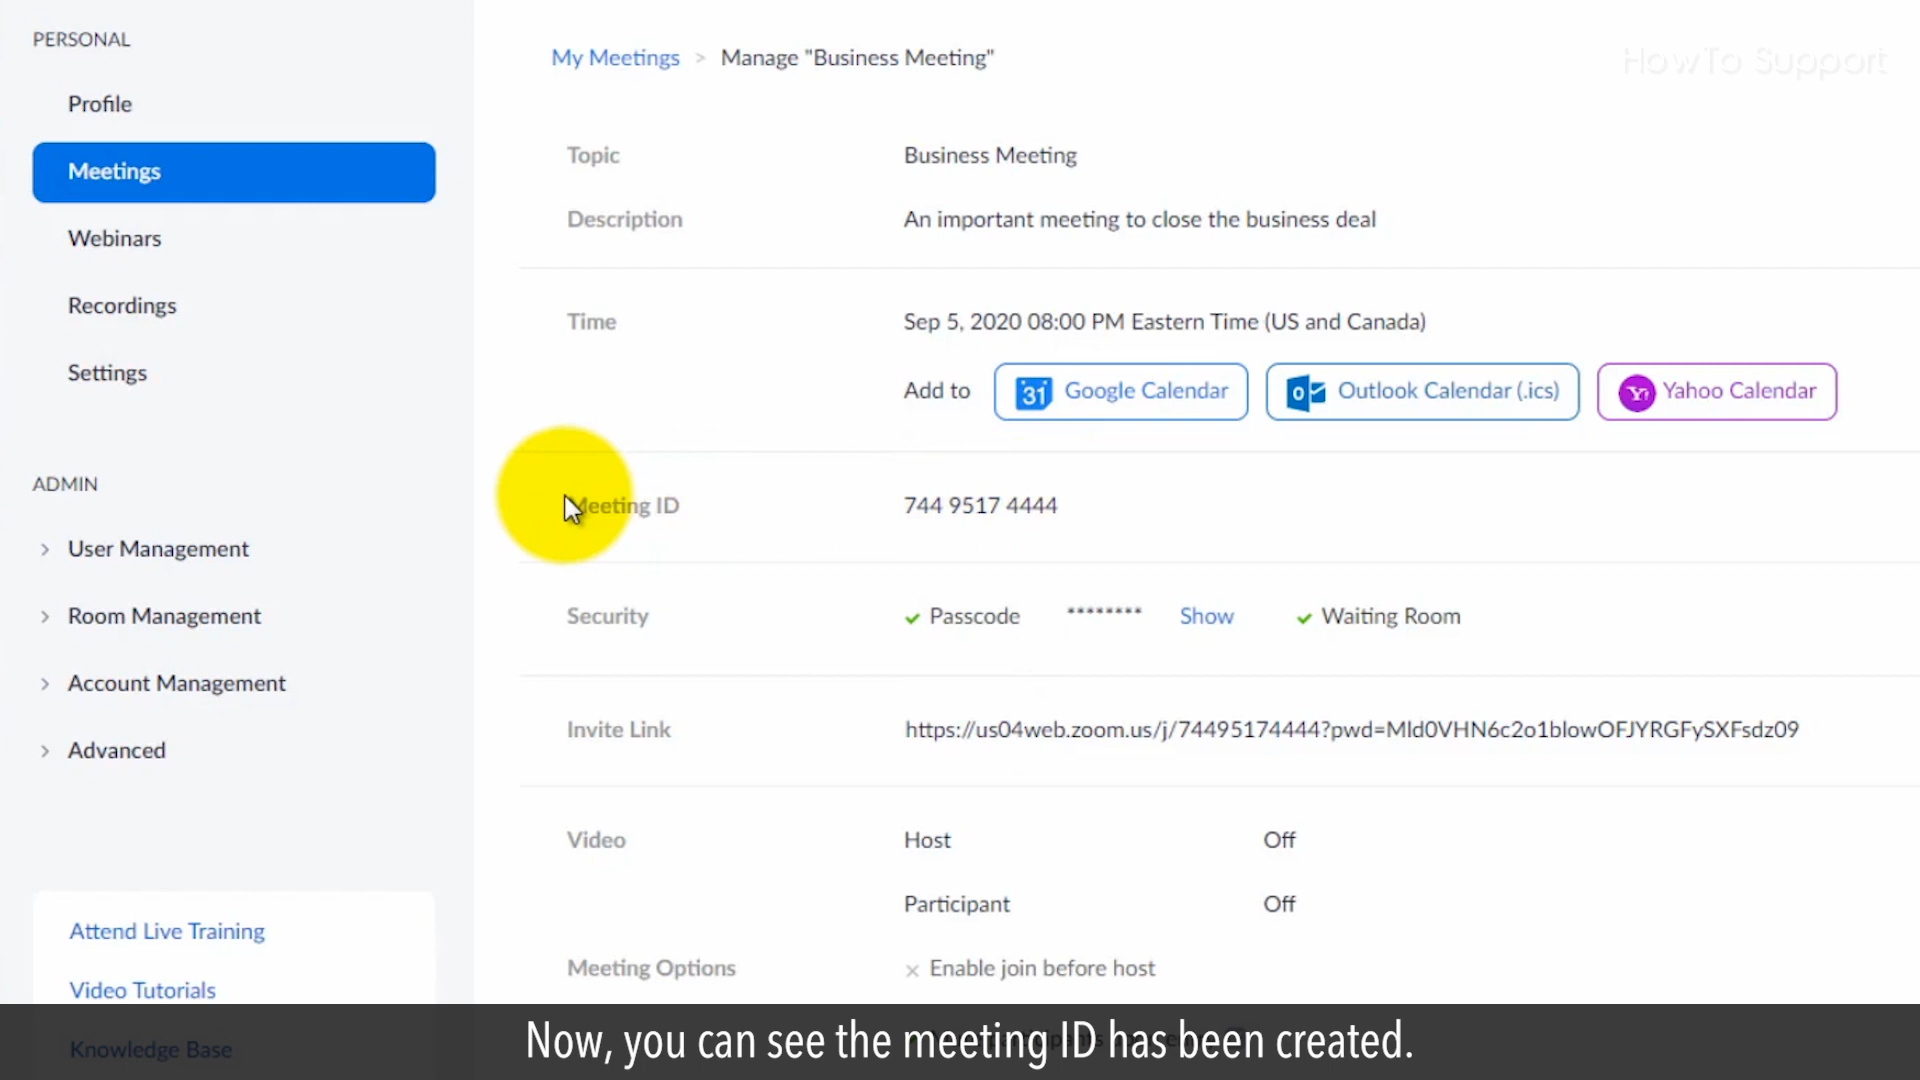 PERSONAL
Profile
Meetings
Webinars
Recordings
Settings
ADMIN
User Management
Room Management
Account Management
Advanced
Attend Live Training
Video Tutorials
Knowledge Base
My Meetings > Manage "Business Meeting"
HowTo Support
Topic Business Meeting
Description An important meeting to close the business deal
Time Sep 5, 2020 08:00 PM Eastern Time (US and Canada)
Add to 31 Google Calendar Outlook Calendar (.ics) Yahoo Calendar
Meeting ID 744 9517 4444
Security Passcode ******** Show Waiting Room
Invite Link https://us04web.zoom.us/j/74495174444?pwd=Mld0VHN6c2o1blowOFJYRGFySXFsdz09
Video Host Off
Participant Off
Meeting Options × Enable join before host
Now, you can see the meeting ID has been created.